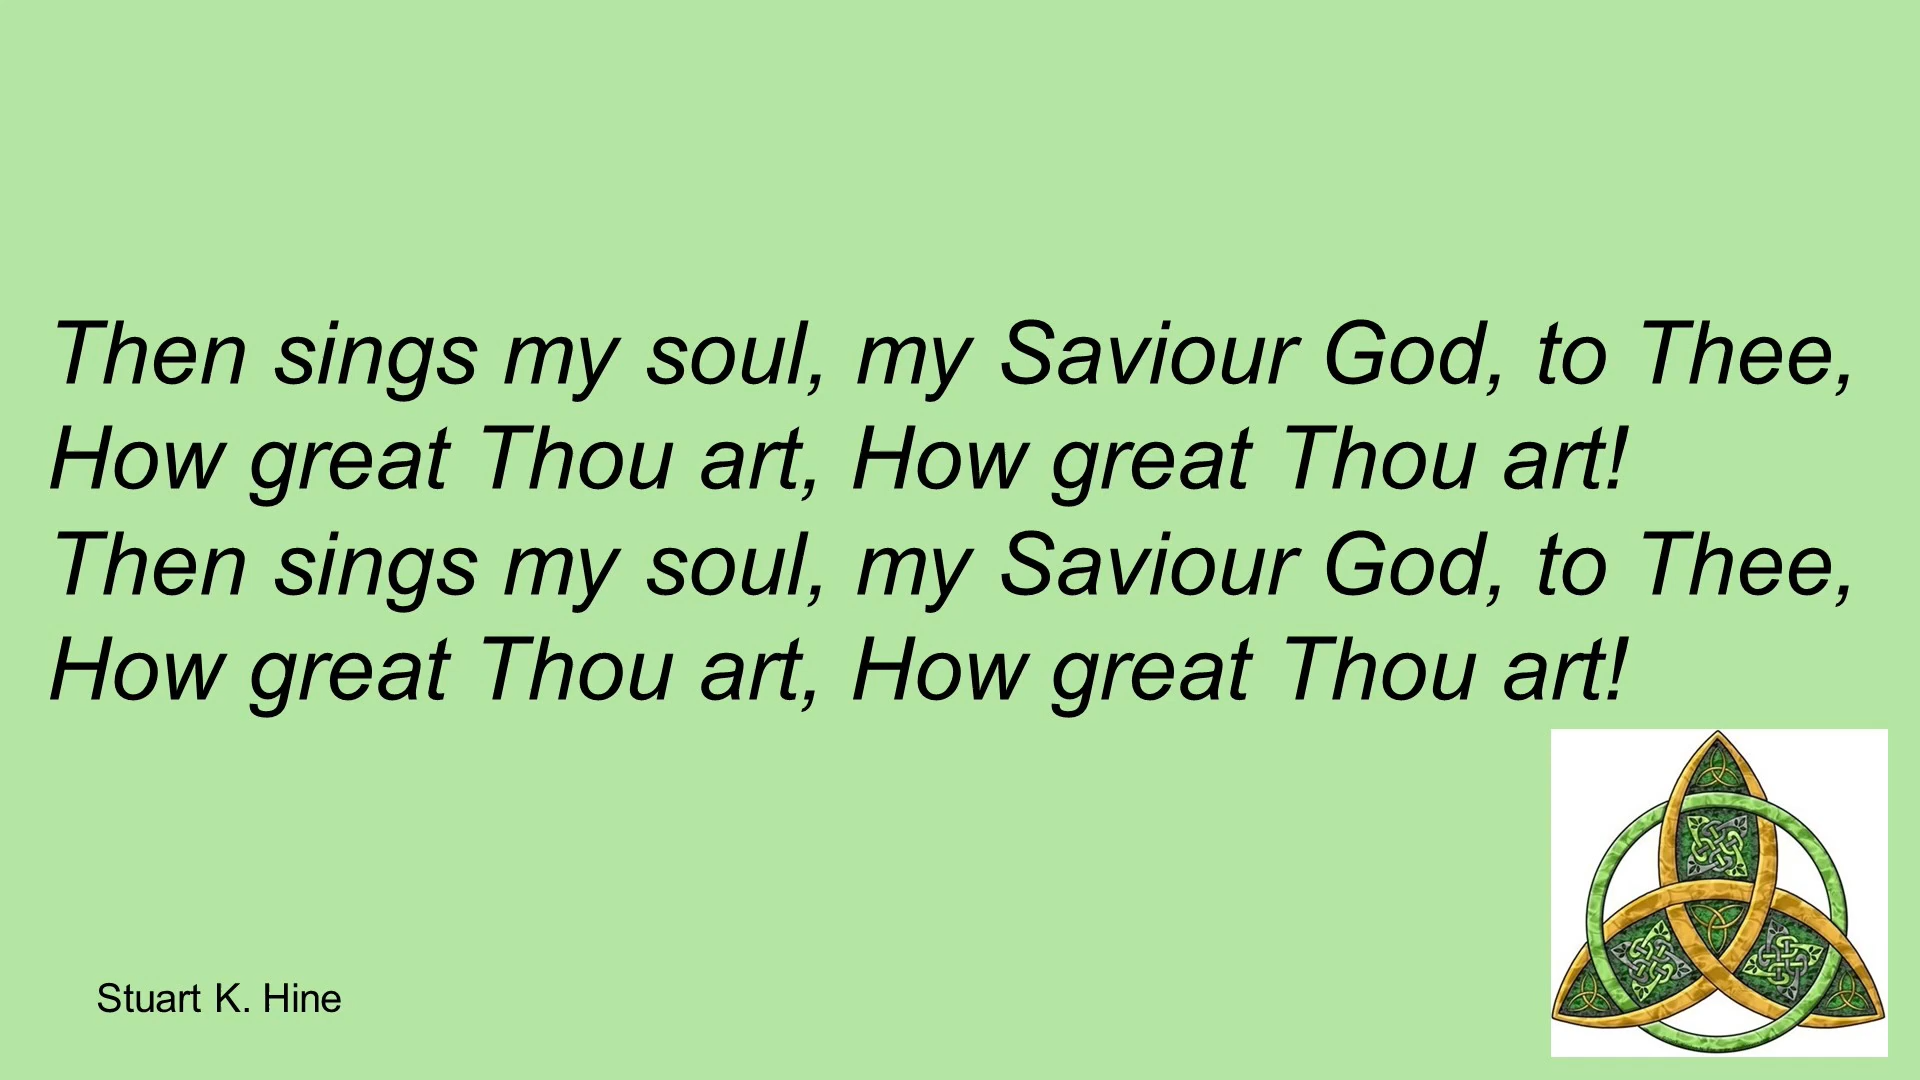 Then sings my soul, my Saviour God, to Thee,
How great Thou art, How great Thou art!
Then sings my soul, my Saviour God, to Thee,
How great Thou art, How great Thou art!
Stuart K. Hine